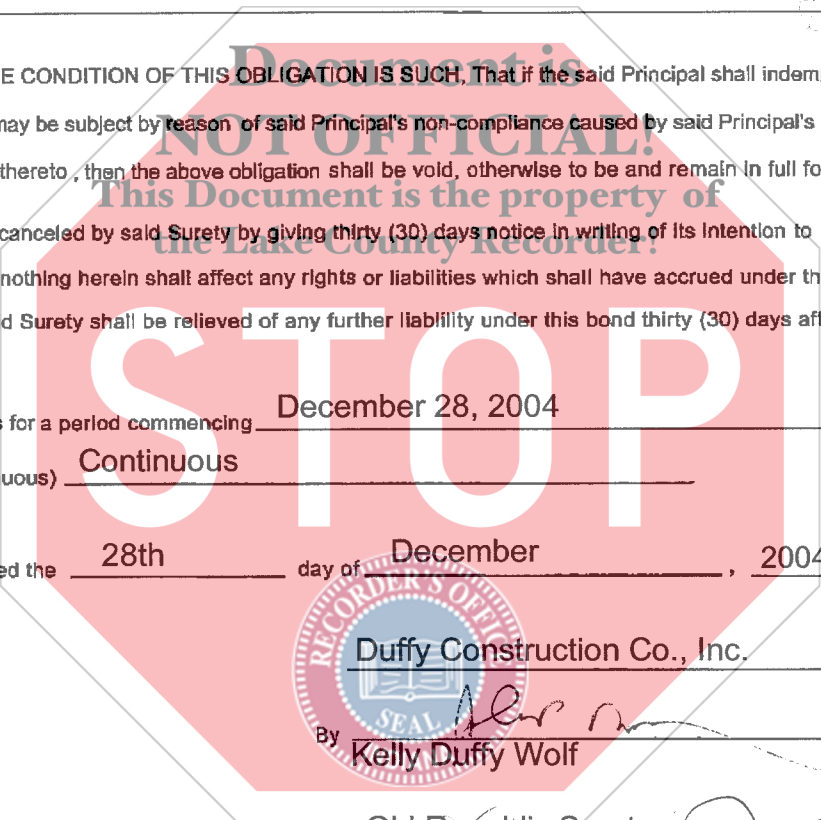 Document is
E CONDITION OF THIS OBLIGATION IS SUCH, That if the said Principal shall indem
NOT OFFICIAL!
may be subject by reason of said Principal's non-compliance caused by said Principal's
thereto , then the above obligation shall be void, otherwise to be and remain in full fo
This Document is the property of
canceled by said Surety by giving thirty (30) days notice in writing of its intention to
the Lake County Recorder!
nothing herein shall affect any rights or liabilities which shall have accrued under th
d Surety shall be relieved of any further liablility under this bond thirty (30) days aft
STOP
s for a period commencing December 28, 2004
uous) Continuous
ed the 28th day of December , 2004
RECORDER'S OFFICE
SEAL
Duffy Construction Co., Inc.
By
Kelly Duffy Wolf